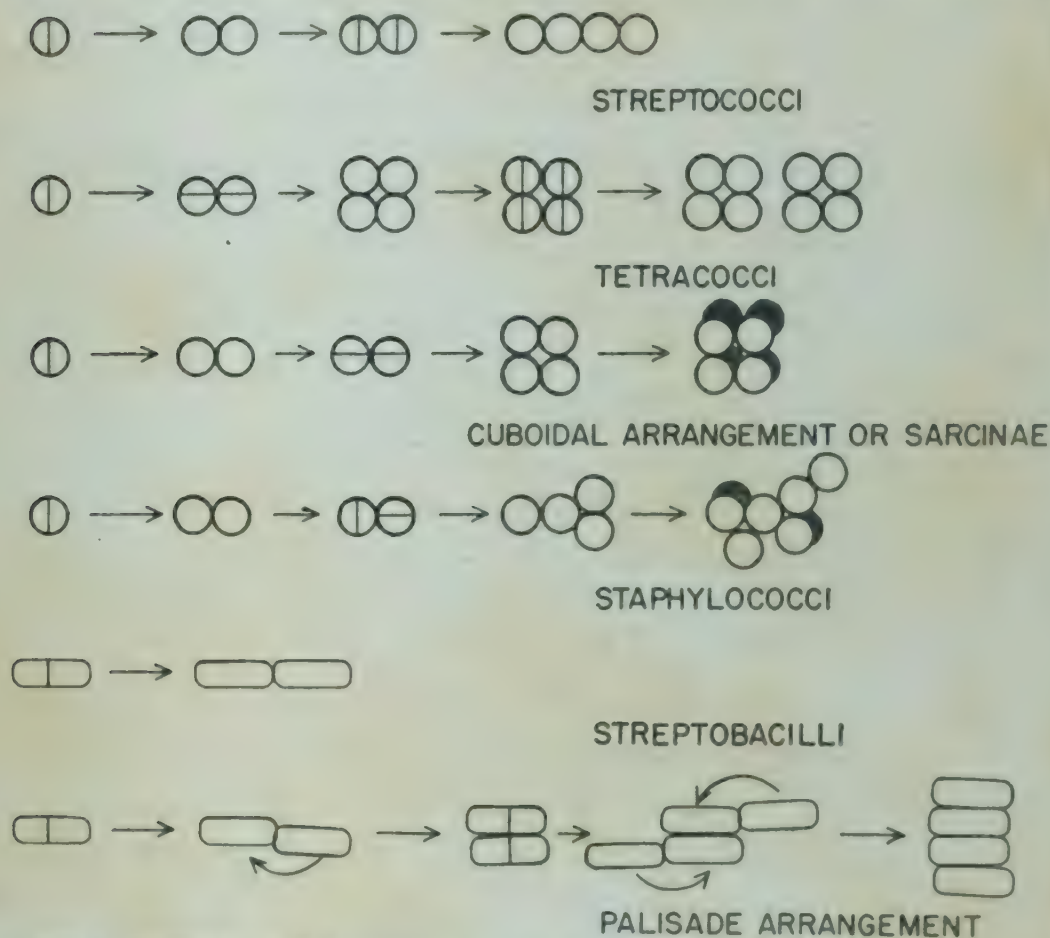 STREPTOCOCCI
TETRACOCCI
CUBOIDAL ARRANGEMENT OR SARCINAE
STAPHYLOCOCCI
STREPTOBACILLI
PALISADE ARRANGEMENT